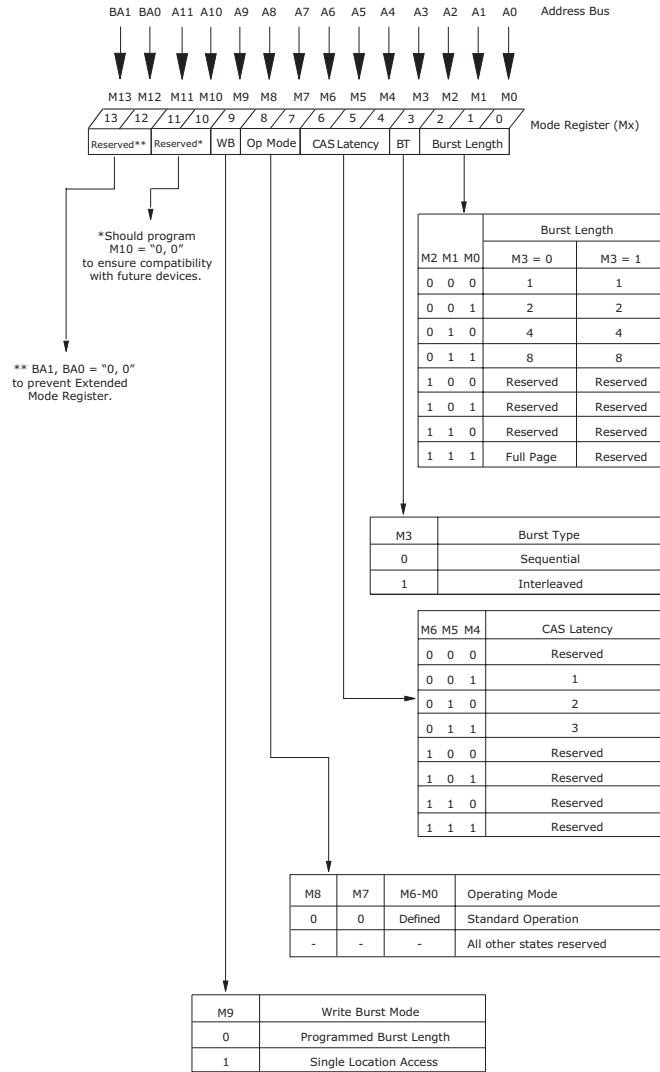 BA1 BA0 A11 A10 A9 A8 A7 A6 A5 A4 A3 A2 A1 A0 Address Bus
M13 M12 M11 M10 M9 M8 M7 M6 M5 M4 M3 M2 M1 M0
13 12 11 10 9 8 7 6 5 4 3 2 1 0 Mode Register (Mx)
Reserved** Reserved* WB Op Mode CAS Latency BT Burst Length
*Should program
M10 = “0, 0”
to ensure compatibility
with future devices.
** BA1, BA0 = “0, 0”
to prevent Extended
Mode Register.
Burst Length
M2 M1 M0 M3 = 0 M3 = 1
0 0 0 1 1
0 0 1 2 2
0 1 0 4 4
0 1 1 8 8
1 0 0 Reserved Reserved
1 0 1 Reserved Reserved
1 1 0 Reserved Reserved
1 1 1 Full Page Reserved
M3 Burst Type
0 Sequential
1 Interleaved
M6 M5 M4 CAS Latency
0 0 0 Reserved
0 0 1 1
0 1 0 2
0 1 1 3
1 0 0 Reserved
1 0 1 Reserved
1 1 0 Reserved
1 1 1 Reserved
M8 M7 M6-M0 Operating Mode
0 0 Defined Standard Operation
- - - All other states reserved
M9 Write Burst Mode
0 Programmed Burst Length
1 Single Location Access